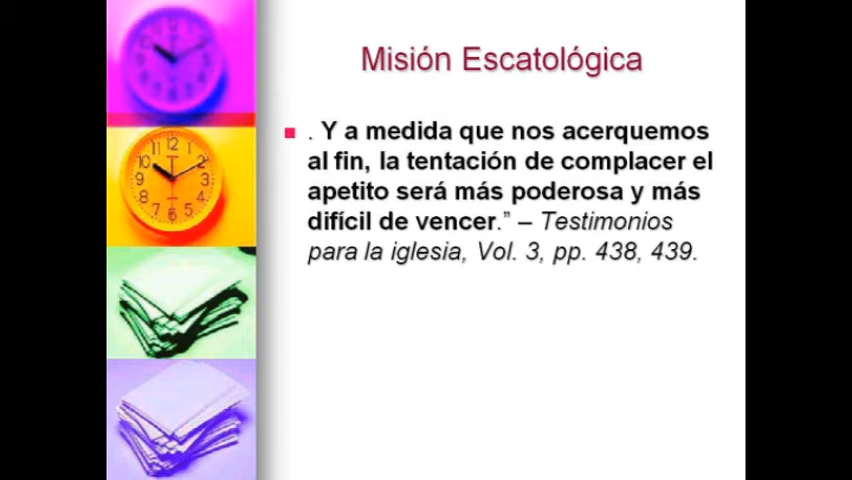 Misión Escatológica
. Y a medida que nos acerquemos
al fin, la tentación de complacer el
apetito será más poderosa y más
difícil de vencer.” – Testimonios
para la iglesia, Vol. 3, pp. 438, 439.